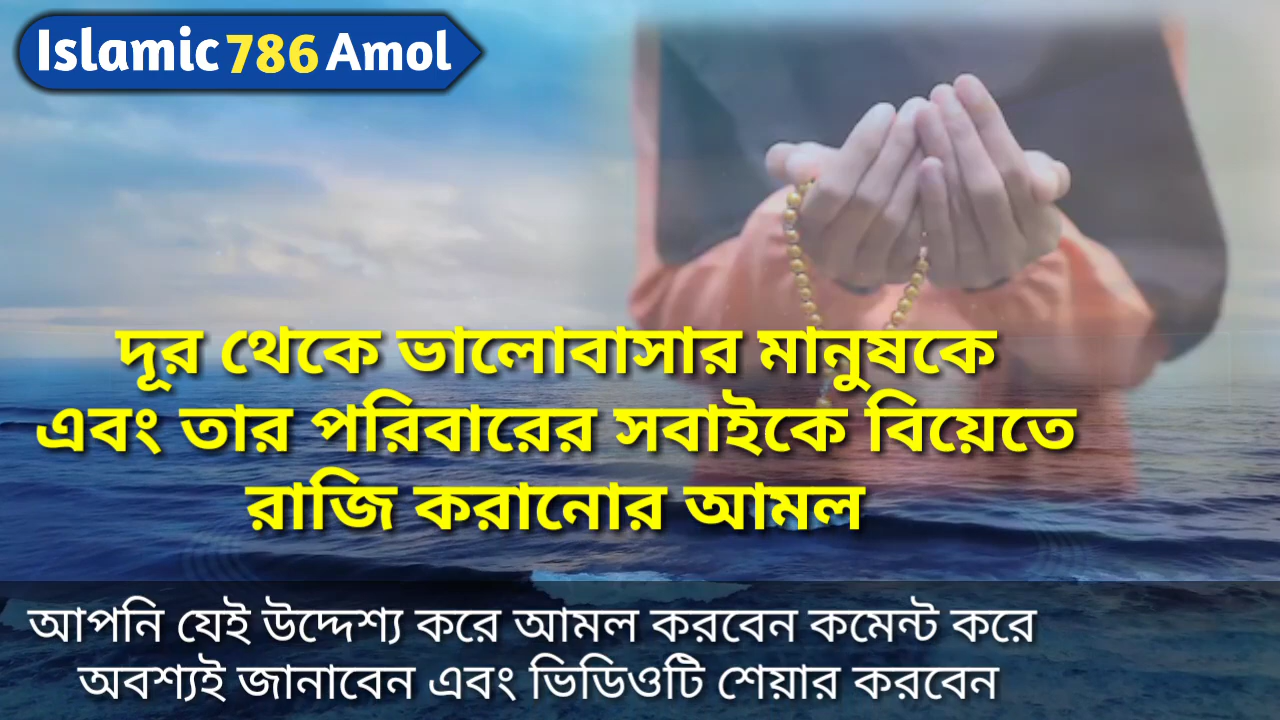 Islamic 786 Amol
দূর থেকে ভালোবাসার মানুষকে
এবং তার পরিবারের সবাইকে বিয়েতে
রাজি করানোর আমল
আপনি যেই উদ্দেশ্য করে আমল করবেন কমেন্ট করে
অবশ্যই জানাবেন এবং ভিডিওটি শেয়ার করবেন